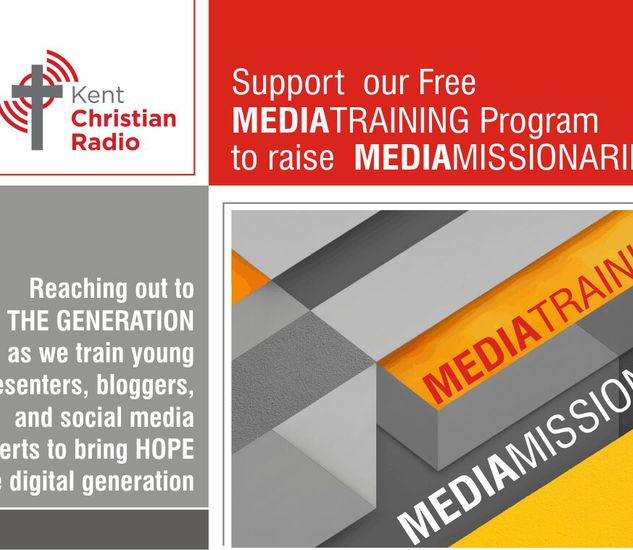 Kent
Christian
Radio
Support our Free
MEDIATRAINING Program
to raise MEDIAMISSIONARI
Reaching out to
THE GENERATION
as we train young
esenters, bloggers,
and social media
erts to bring HOPE
e digital generation
MEDIATRAINI
MEDIAMISSION